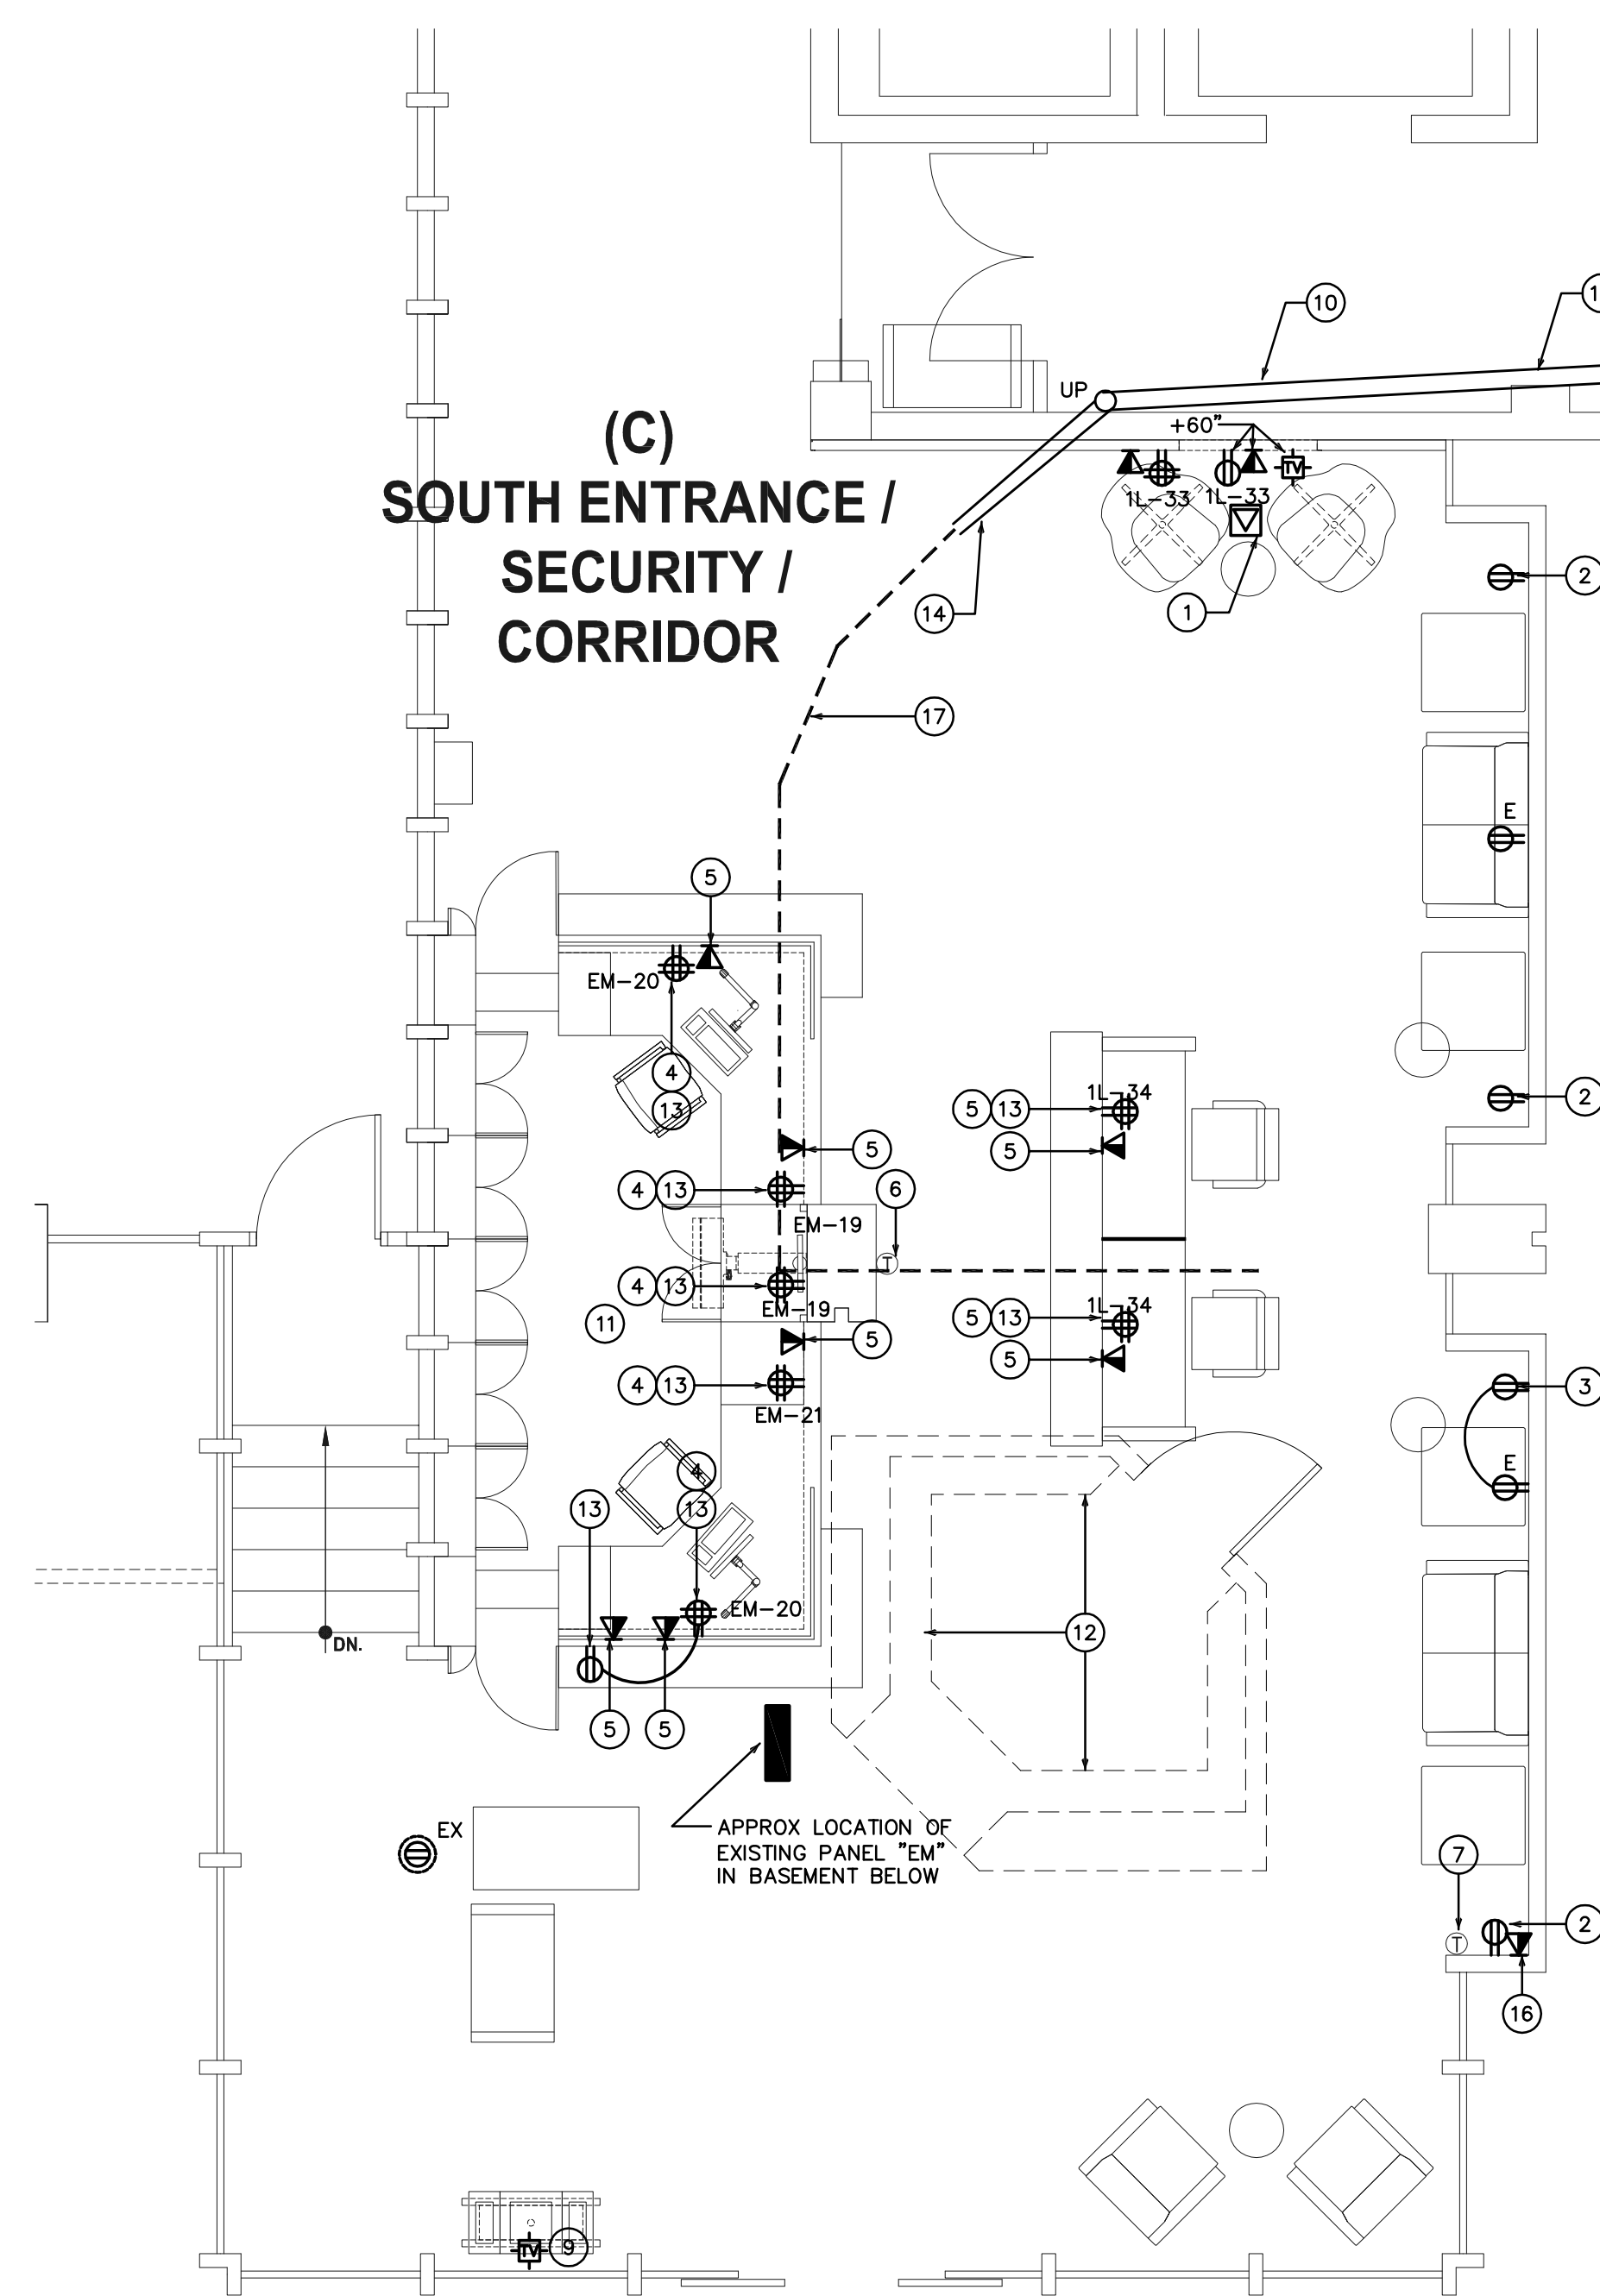 10
1
UP
+60"
(C)
SOUTH ENTRANCE /
SECURITY /
CORRIDOR
TV
1L-33
1L-33
2
14
1
17
E
5
EM-20
4
13
2
1L-34
5
13
5
5
6
4
13
EM-19
T
4
13
EM-19
1L-34
5
13
11
5
5
4
13
3
EM-21
E
4
13
13
EM-20
12
DN.
5
5
APPROX LOCATION OF
EXISTING PANEL "EM"
IN BASEMENT BELOW
EX
7
2
T
16
TV
9